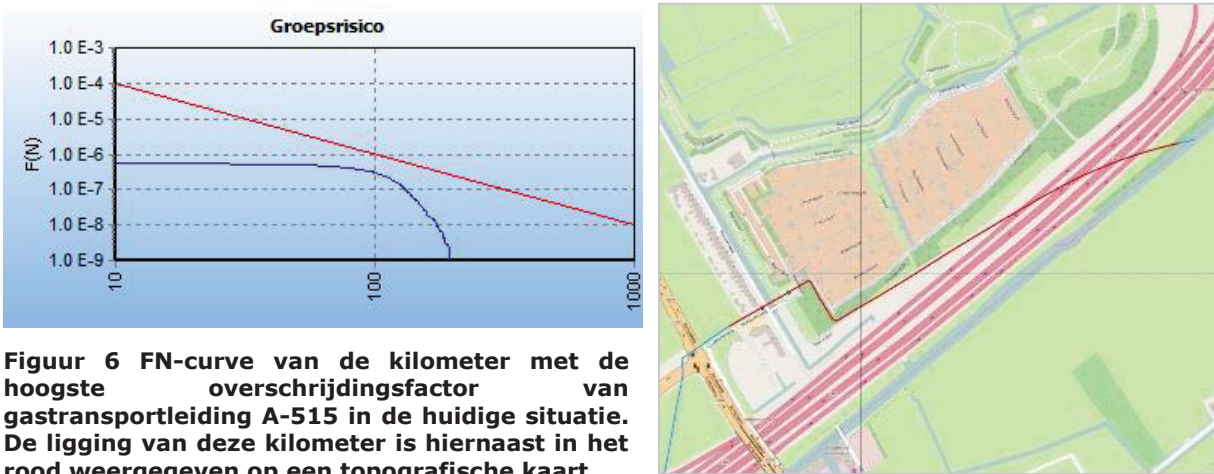 Groepsrisico
F(N)
1.0 E-3
1.0 E-4
1.0 E-5
1.0 E-6
1.0 E-7
1.0 E-8
1.0 E-9
10
100
1000
Figuur 6 FN-curve van de kilometer met de
hoogste overschrijdingsfactor van
gastransportleiding A-515 in de huidige situatie.
De ligging van deze kilometer is hiernaast in het
rood weergegeven op een topografische kaart